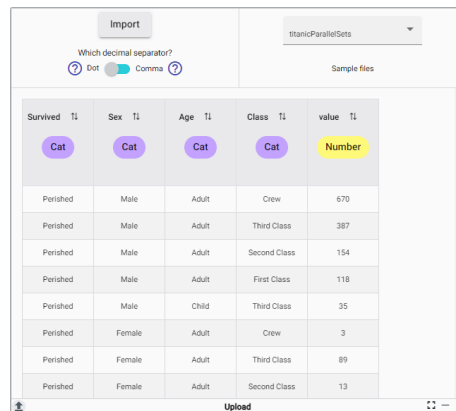 Import
titanicParallelSets
Which decimal separator?
? Dot Comma ?
Sample files
Survived Sex Age Class value
Cat Cat Cat Cat Number
Perished Male Adult Crew 670
Perished Male Adult Third Class 387
Perished Male Adult Second Class 154
Perished Male Adult First Class 118
Perished Male Child Third Class 35
Perished Female Adult Crew 3
Perished Female Adult Third Class 89
Perished Female Adult Second Class 13
Upload